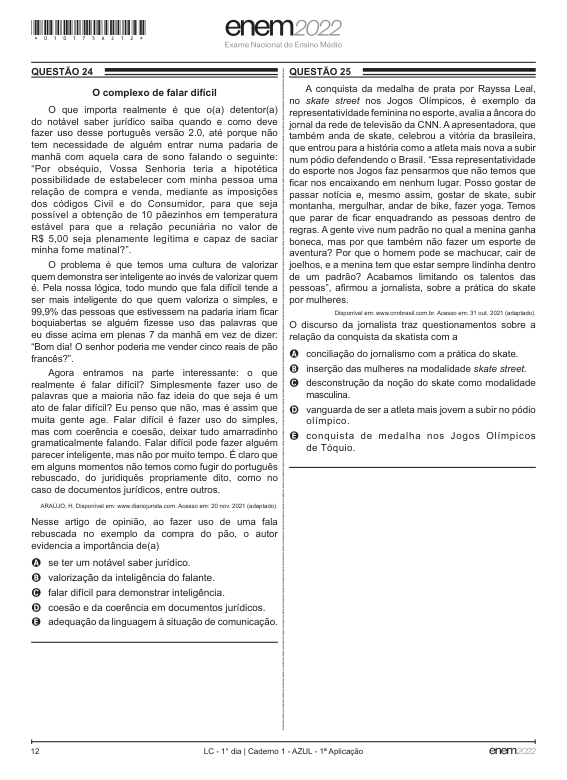 *010175621 2*
enem2022
Exame Nacional do Ensino Médio
QUESTÃO 24
O complexo de falar difícil
O que importa realmente é que o(a) detentor(a)
do notável saber jurídico saiba quando e como deve
fazer uso desse português versão 2.0, até porque não
tem necessidade de alguém entrar numa padaria de
manhã com aquela cara de sono falando o seguinte:
“Por obséquio, Vossa Senhoria teria a hipotética
possibilidade de estabelecer com minha pessoa uma
relação de compra e venda, mediante as imposições
dos códigos Civil e do Consumidor, para que seja
possível a obtenção de 10 pãezinhos em temperatura
estável para que a relação pecuniária no valor de
R$ 5,00 seja plenamente legítima e capaz de saciar
minha fome matinal?”.
O problema é que temos uma cultura de valorizar
quem demonstra ser inteligente ao invés de valorizar quem
é. Pela nossa lógica, todo mundo que fala difícil tende a
ser mais inteligente do que quem valoriza o simples, e
99,9% das pessoas que estivessem na padaria iriam ficar
boquiabertas se alguém fizesse uso das palavras que
eu disse acima em plenas 7 da manhã em vez de dizer:
“Bom dia! O senhor poderia me vender cinco reais de pão
francês?”.
Agora entramos na parte interessante: o que
realmente é falar difícil? Simplesmente fazer uso de
palavras que a maioria não faz ideia do que seja é um
ato de falar difícil? Eu penso que não, mas é assim que
muita gente age. Falar difícil é fazer uso do simples,
mas com coerência e coesão, deixar tudo amarradinho
gramaticalmente falando. Falar difícil pode fazer alguém
parecer inteligente, mas não por muito tempo. É claro que
em alguns momentos não temos como fugir do português
rebuscado, do juridiquês propriamente dito, como no
caso de documentos jurídicos, entre outros.
ARAÚJO, H. Disponível em: www.diariojurista.com. Acesso em: 20 nov. 2021 (adaptado).
Nesse artigo de opinião, ao fazer uso de uma fala
rebuscada no exemplo da compra do pão, o autor
evidencia a importância de(a)
A se ter um notável saber jurídico.
B valorização da inteligência do falante.
C falar difícil para demonstrar inteligência.
D coesão e da coerência em documentos jurídicos.
E adequação da linguagem à situação de comunicação.
QUESTÃO 25
A conquista da medalha de prata por Rayssa Leal,
no skate street nos Jogos Olímpicos, é exemplo da
representatividade feminina no esporte, avalia a âncora do
jornal da rede de televisão da CNN. A apresentadora, que
também anda de skate, celebrou a vitória da brasileira,
que entrou para a história como a atleta mais nova a subir
num pódio defendendo o Brasil. “Essa representatividade
do esporte nos Jogos faz pensarmos que não temos que
ficar nos encaixando em nenhum lugar. Posso gostar de
passar notícia e, mesmo assim, gostar de skate, subir
montanha, mergulhar, andar de bike, fazer yoga. Temos
que parar de ficar enquadrando as pessoas dentro de
regras. A gente vive num padrão no qual a menina ganha
boneca, mas por que também não fazer um esporte de
aventura? Por que o homem pode se machucar, cair de
joelhos, e a menina tem que estar sempre lindinha dentro
de um padrão? Acabamos limitando os talentos das
pessoas”, afirmou a jornalista, sobre a prática do skate
por mulheres.
Disponível em: www.cnnbrasil.com.br. Acesso em: 31 out. 2021 (adaptado).
O discurso da jornalista traz questionamentos sobre a
relação da conquista da skatista com a
A conciliação do jornalismo com a prática do skate.
B inserção das mulheres na modalidade skate street.
C desconstrução da noção do skate como modalidade
masculina.
D vanguarda de ser a atleta mais jovem a subir no pódio
olímpico.
E conquista de medalha nos Jogos Olímpicos
de Tóquio.
12
LC - 1° dia | Caderno 1 - AZUL - 1ª Aplicação
enem2022